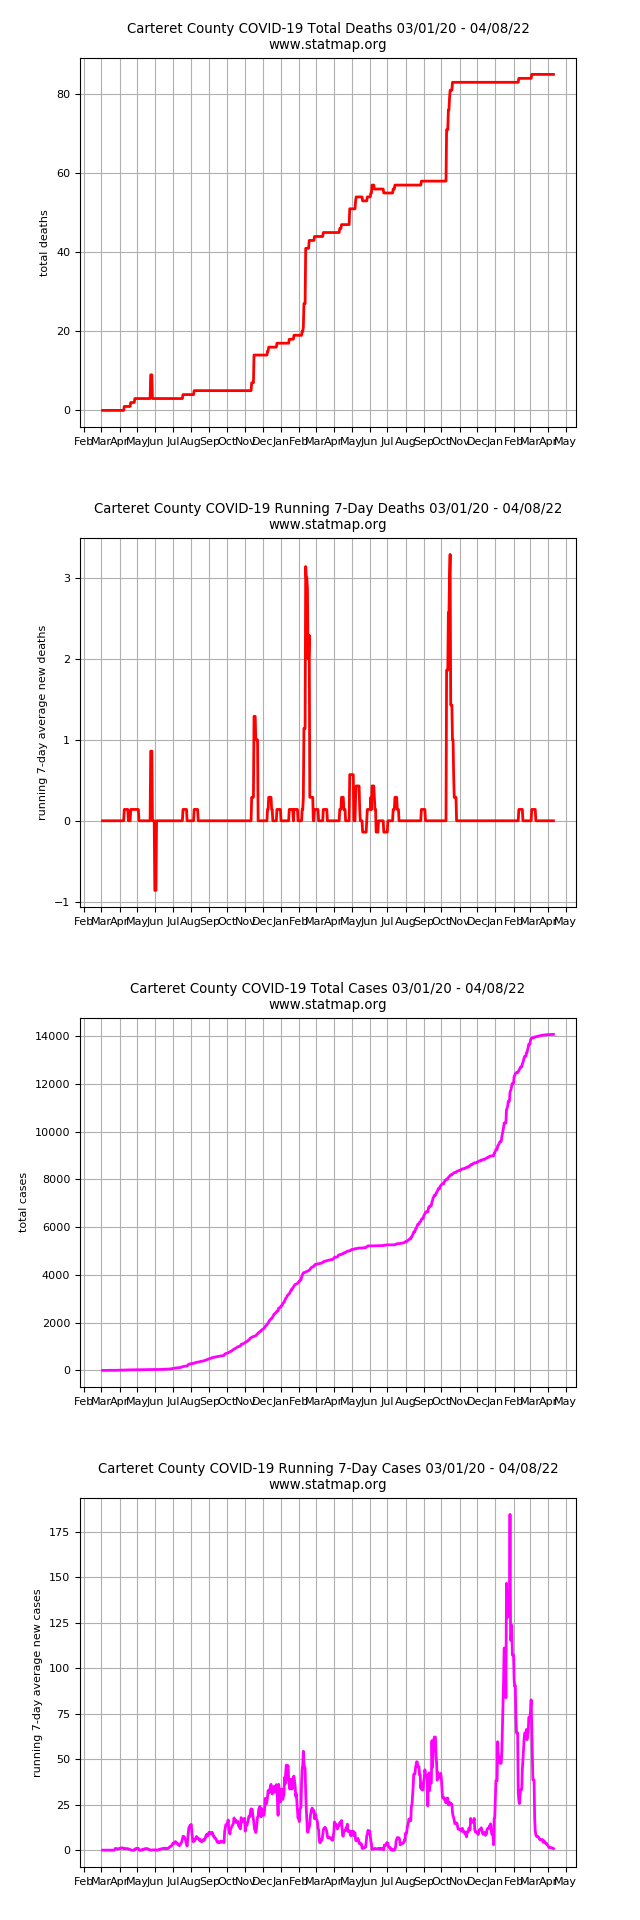 Carteret County COVID-19 Total Deaths 03/01/20 - 04/08/22
www.statmap.org
80
60
40
20
0
total deaths
Feb Mar Apr May Jun Jul Aug Sep Oct Nov Dec Jan Feb Mar Apr May Jun Jul Aug Sep Oct Nov Dec Jan Feb Mar Apr May
Carteret County COVID-19 Running 7-Day Deaths 03/01/20 - 04/08/22
www.statmap.org
3
2
1
0
−1
running 7-day average new deaths
Feb Mar Apr May Jun Jul Aug Sep Oct Nov Dec Jan Feb Mar Apr May Jun Jul Aug Sep Oct Nov Dec Jan Feb Mar Apr May
Carteret County COVID-19 Total Cases 03/01/20 - 04/08/22
www.statmap.org
14000
12000
10000
8000
6000
4000
2000
0
total cases
Feb Mar Apr May Jun Jul Aug Sep Oct Nov Dec Jan Feb Mar Apr May Jun Jul Aug Sep Oct Nov Dec Jan Feb Mar Apr May
Carteret County COVID-19 Running 7-Day Cases 03/01/20 - 04/08/22
www.statmap.org
175
150
125
100
75
50
25
0
running 7-day average new cases
Feb Mar Apr May Jun Jul Aug Sep Oct Nov Dec Jan Feb Mar Apr May Jun Jul Aug Sep Oct Nov Dec Jan Feb Mar Apr May